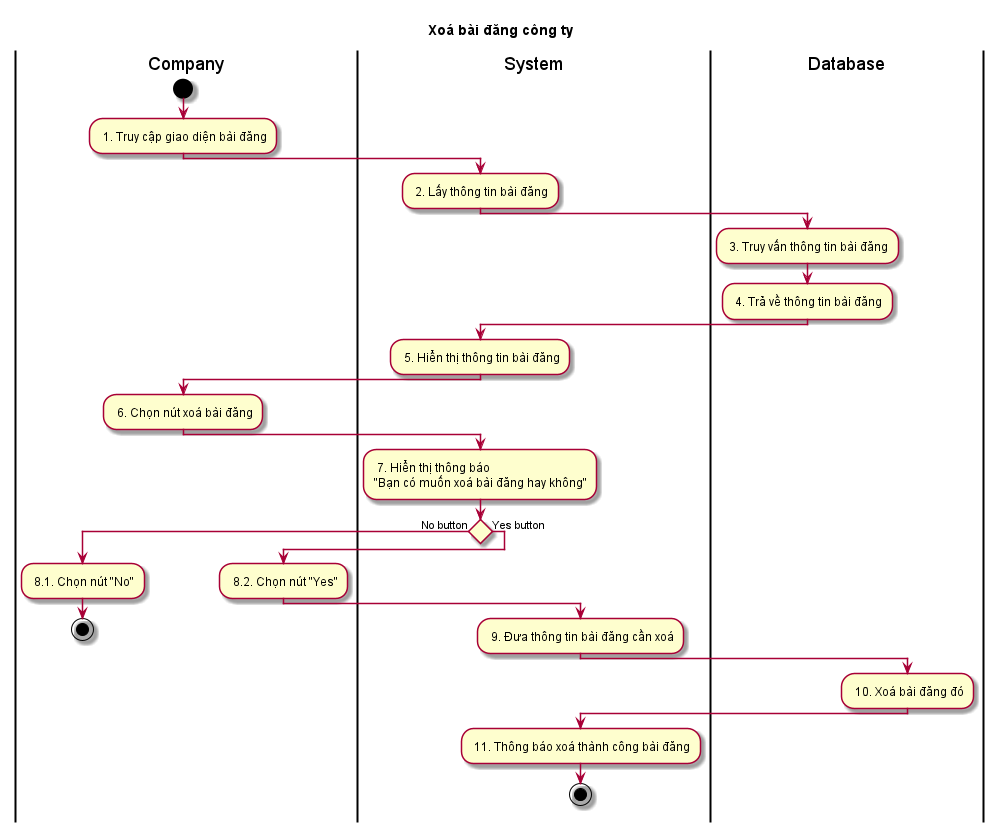 Xoá bài đăng công ty
Company
System
Database
1. Truy cập giao diện bài đăng
2. Lấy thông tin bài đăng
3. Truy vấn thông tin bài đăng
4. Trả về thông tin bài đăng
5. Hiển thị thông tin bài đăng
6. Chọn nút xoá bài đăng
7. Hiển thị thông báo
"Bạn có muốn xoá bài đăng hay không"
No button
Yes button
8.1. Chọn nút "No"
8.2. Chọn nút "Yes"
9. Đưa thông tin bài đăng cần xoá
10. Xoá bài đăng đó
11. Thông báo xoá thành công bài đăng